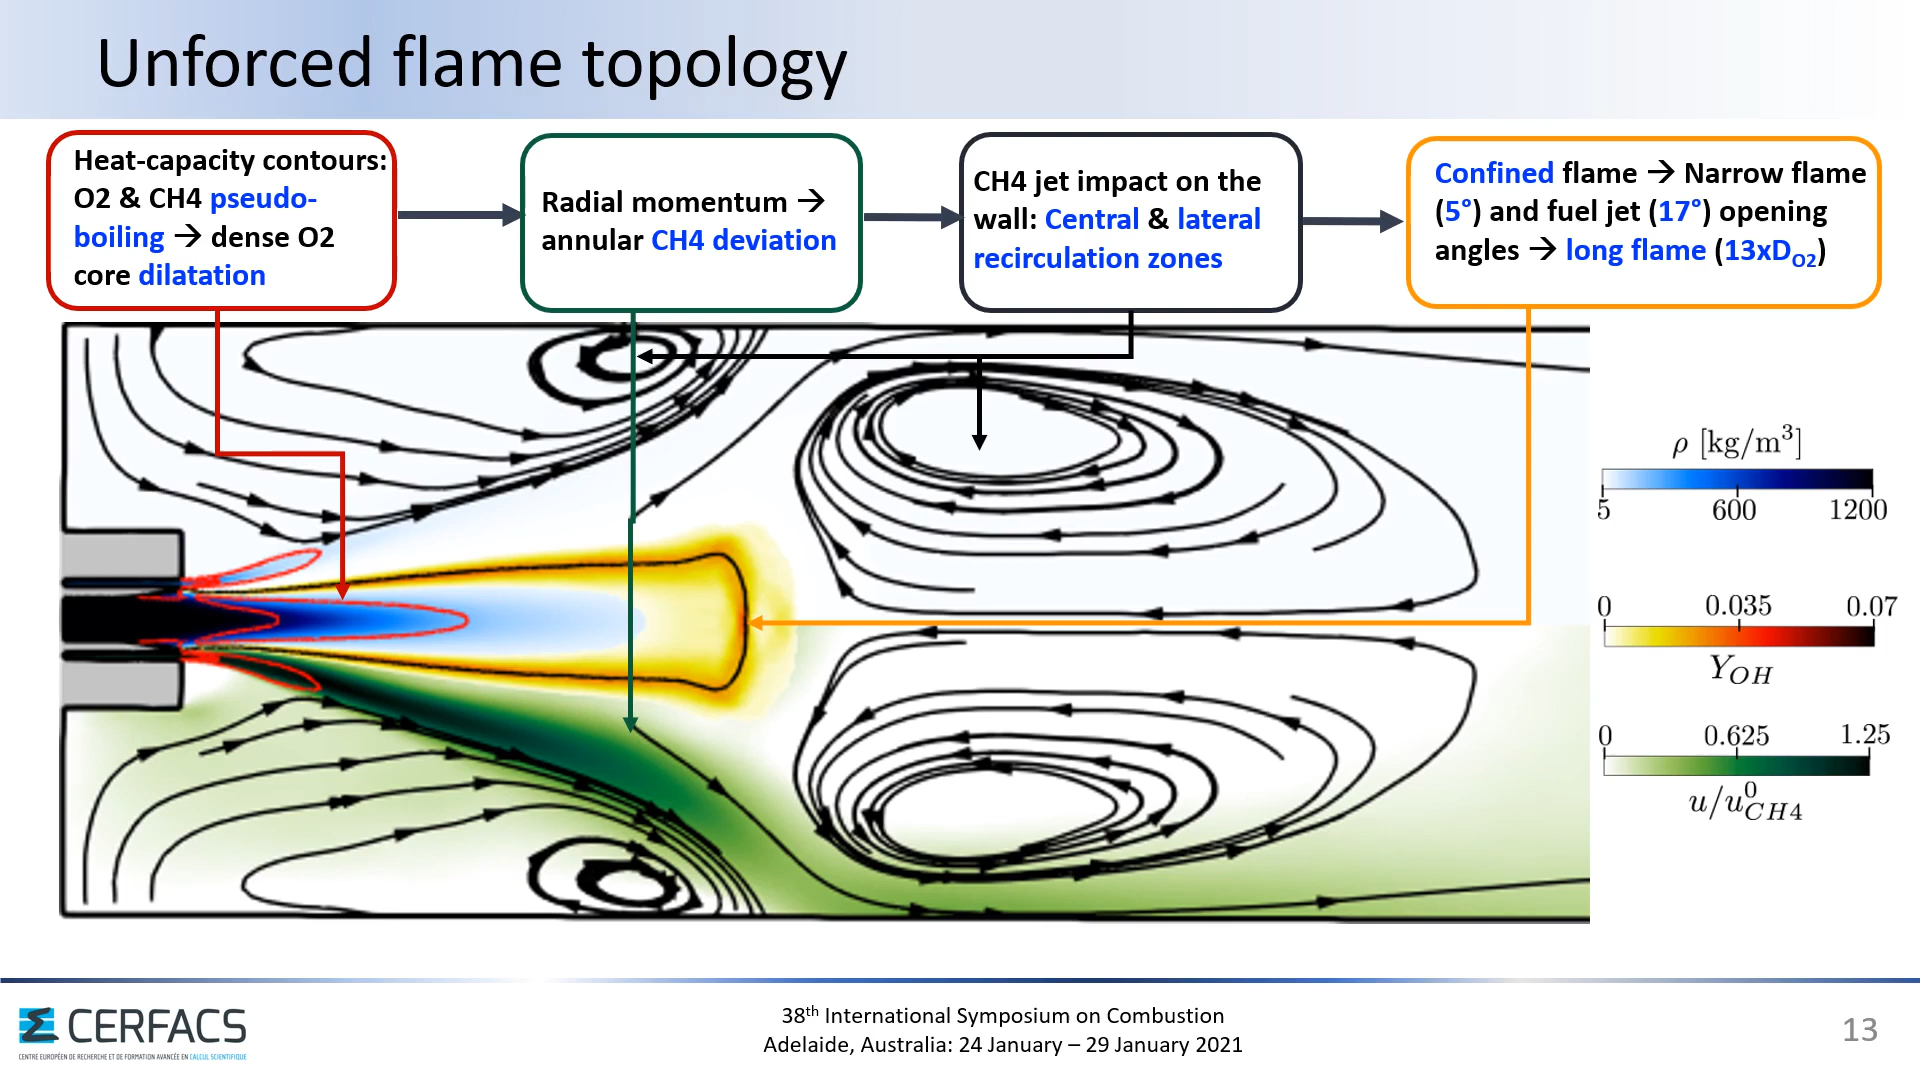 Unforced flame topology
Heat-capacity contours:
O2 & CH4 pseudo-
boiling → dense O2
core dilatation
Radial momentum →
annular CH4 deviation
CH4 jet impact on the
wall: Central & lateral
recirculation zones
Confined flame → Narrow flame
(5°) and fuel jet (17°) opening
angles → long flame (13xD_O2)
ρ [kg/m³]
5 600 1200
0 0.035 0.07
Y_OH
0 0.625 1.25
u/u⁰_CH4
CERFACS
CENTRE EUROPÉEN DE RECHERCHE ET DE FORMATION AVANCÉE EN CALCUL SCIENTIFIQUE
38th International Symposium on Combustion
Adelaide, Australia: 24 January – 29 January 2021
13